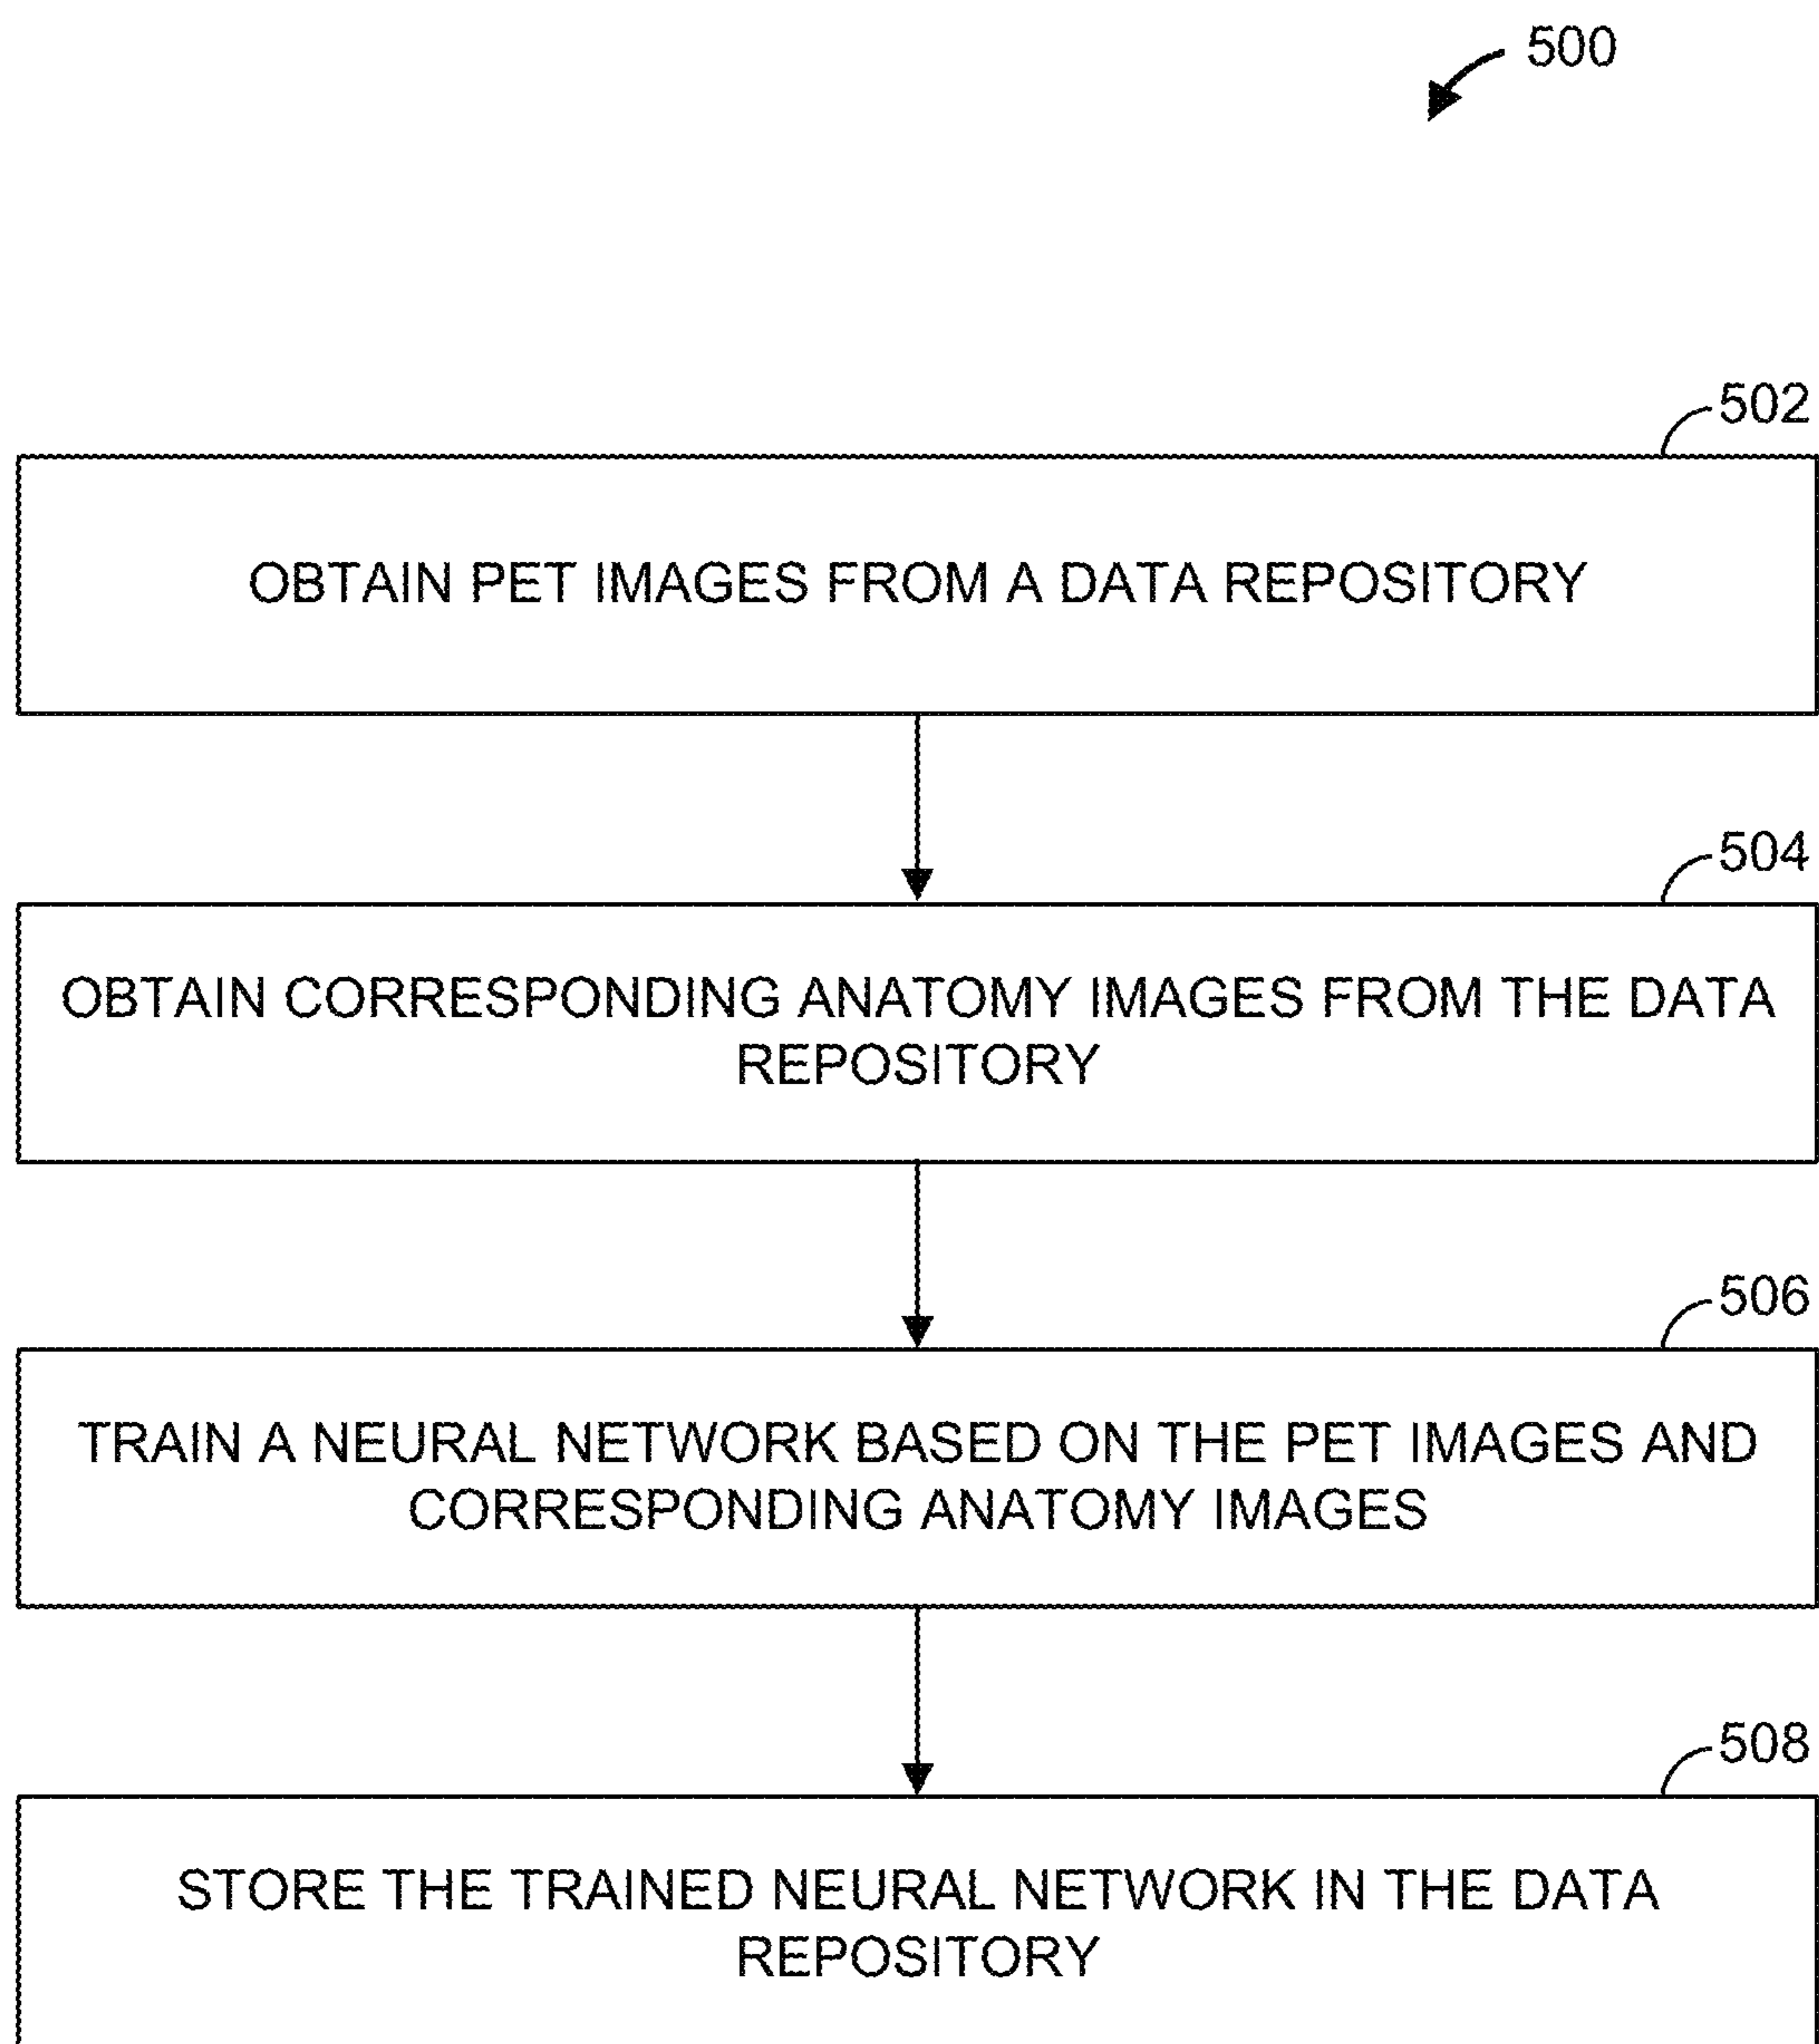 500
502
OBTAIN PET IMAGES FROM A DATA REPOSITORY
504
OBTAIN CORRESPONDING ANATOMY IMAGES FROM THE DATA
REPOSITORY
506
TRAIN A NEURAL NETWORK BASED ON THE PET IMAGES AND
CORRESPONDING ANATOMY IMAGES
508
STORE THE TRAINED NEURAL NETWORK IN THE DATA
REPOSITORY